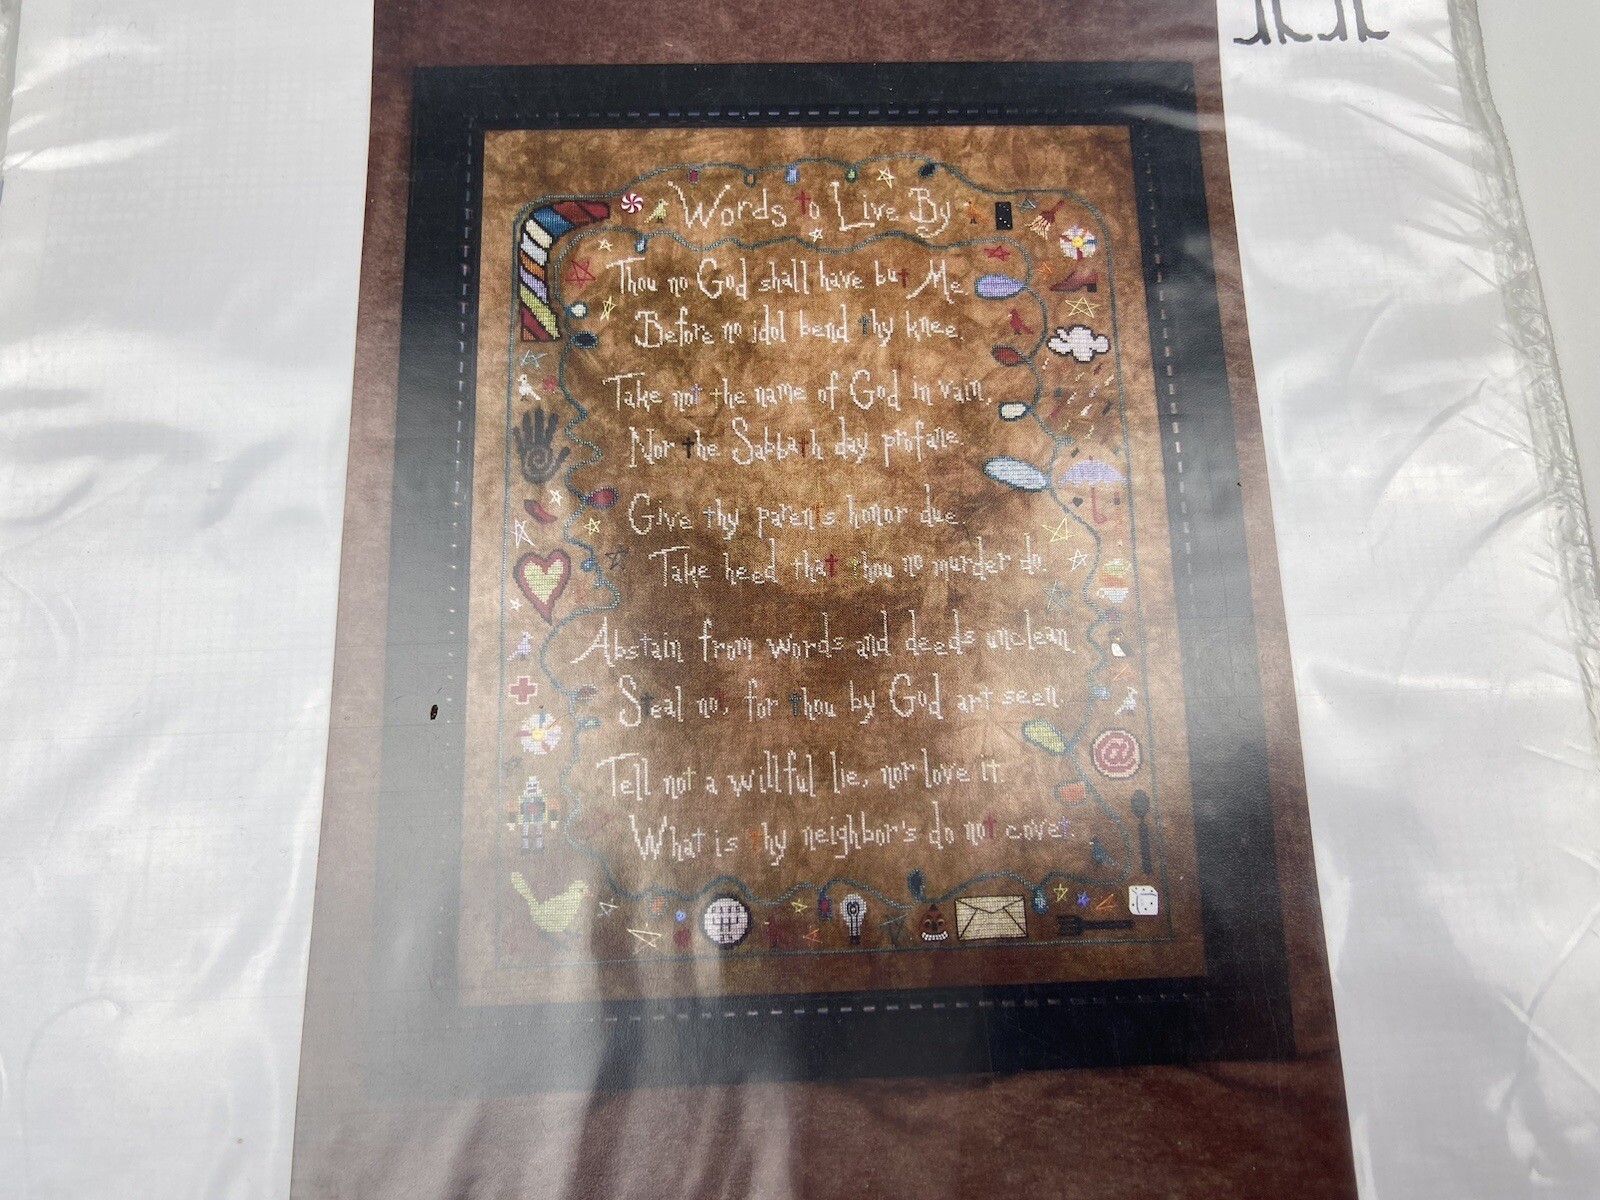 Words to Live By
Thou no God shall have but Me
Before no idol bend thy knee.
Take not the name of God in vain,
Nor the Sabbath day profane.
Give thy parents honor due.
Take heed that thou no murder do.
Abstain from words and deeds unclean.
Steal not, for thou by God art seen.
Tell not a willful lie, nor love it.
What is thy neighbor's do not covet.
@